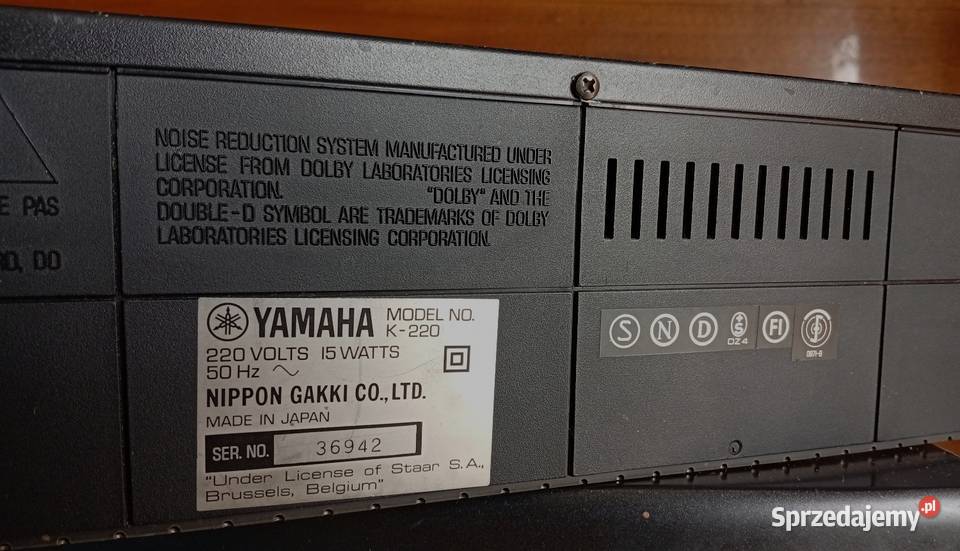 E PAS
RD, DO
NOISE REDUCTION SYSTEM MANUFACTURED UNDER
LICENSE FROM DOLBY LABORATORIES LICENSING
CORPORATION. "DOLBY" AND THE
DOUBLE-D SYMBOL ARE TRADEMARKS OF DOLBY
LABORATORIES LICENSING CORPORATION.
YAMAHA MODEL NO.
K-220
220 VOLTS 15 WATTS
50 Hz ~
NIPPON GAKKI CO., LTD.
MADE IN JAPAN
SER. NO. 36942
"Under License of Staar S.A.,
Brussels, Belgium"
S N D S FI
DZ4
Sprzedajemy.pl